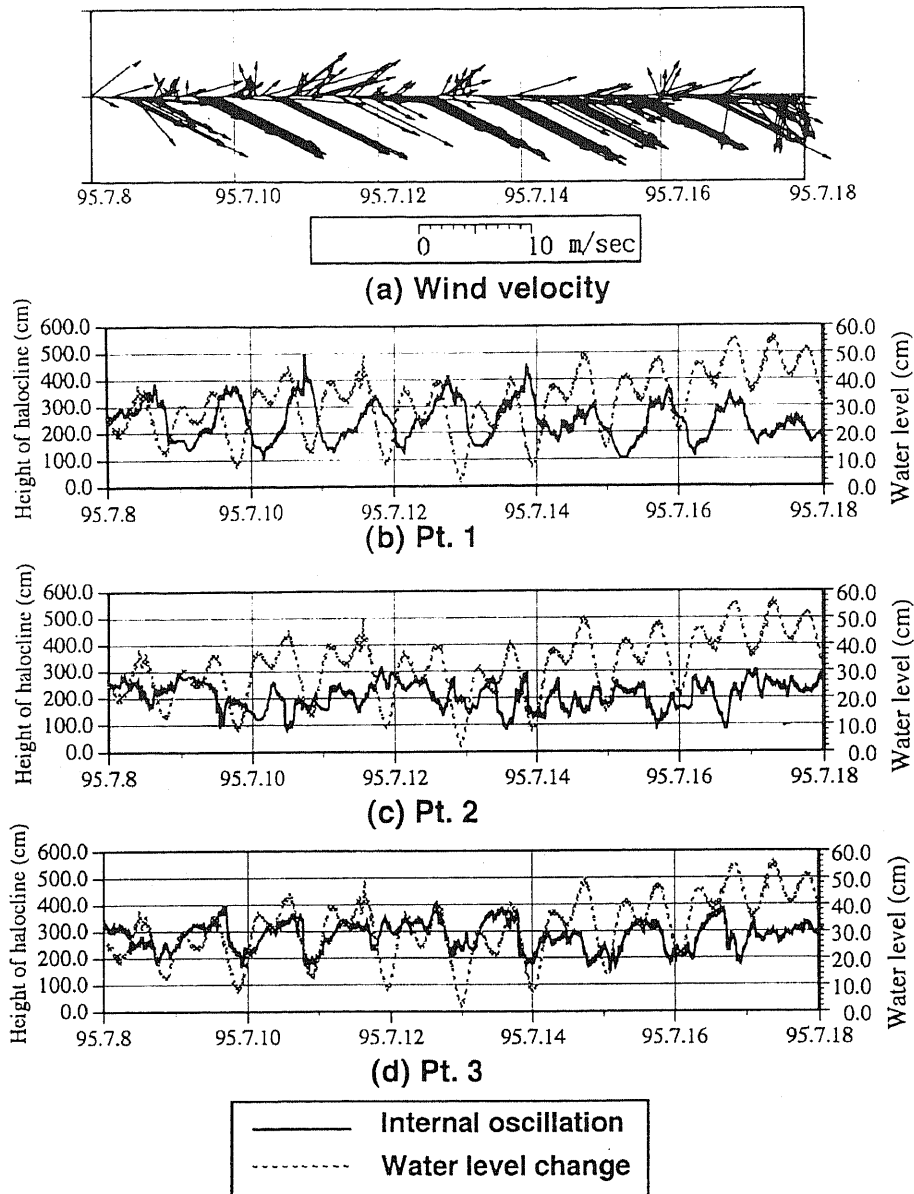 95.7.8 95.7.10 95.7.12 95.7.14 95.7.16 95.7.18
0 10 m/sec
(a) Wind velocity
Height of halocline (cm)
600.0
500.0
400.0
300.0
200.0
100.0
0.0
60.0
50.0
40.0
30.0
20.0
10.0
0.0
Water level (cm)
95.7.8 95.7.10 95.7.12 95.7.14 95.7.16 95.7.18
(b) Pt. 1
Height of halocline (cm)
600.0
500.0
400.0
300.0
200.0
100.0
0.0
60.0
50.0
40.0
30.0
20.0
10.0
0.0
Water level (cm)
95.7.8 95.7.10 95.7.12 95.7.14 95.7.16 95.7.18
(c) Pt. 2
Height of halocline (cm)
600.0
500.0
400.0
300.0
200.0
100.0
0.0
60.0
50.0
40.0
30.0
20.0
10.0
0.0
Water level (cm)
95.7.8 95.7.10 95.7.12 95.7.14 95.7.16 95.7.18
(d) Pt. 3
Internal oscillation
Water level change